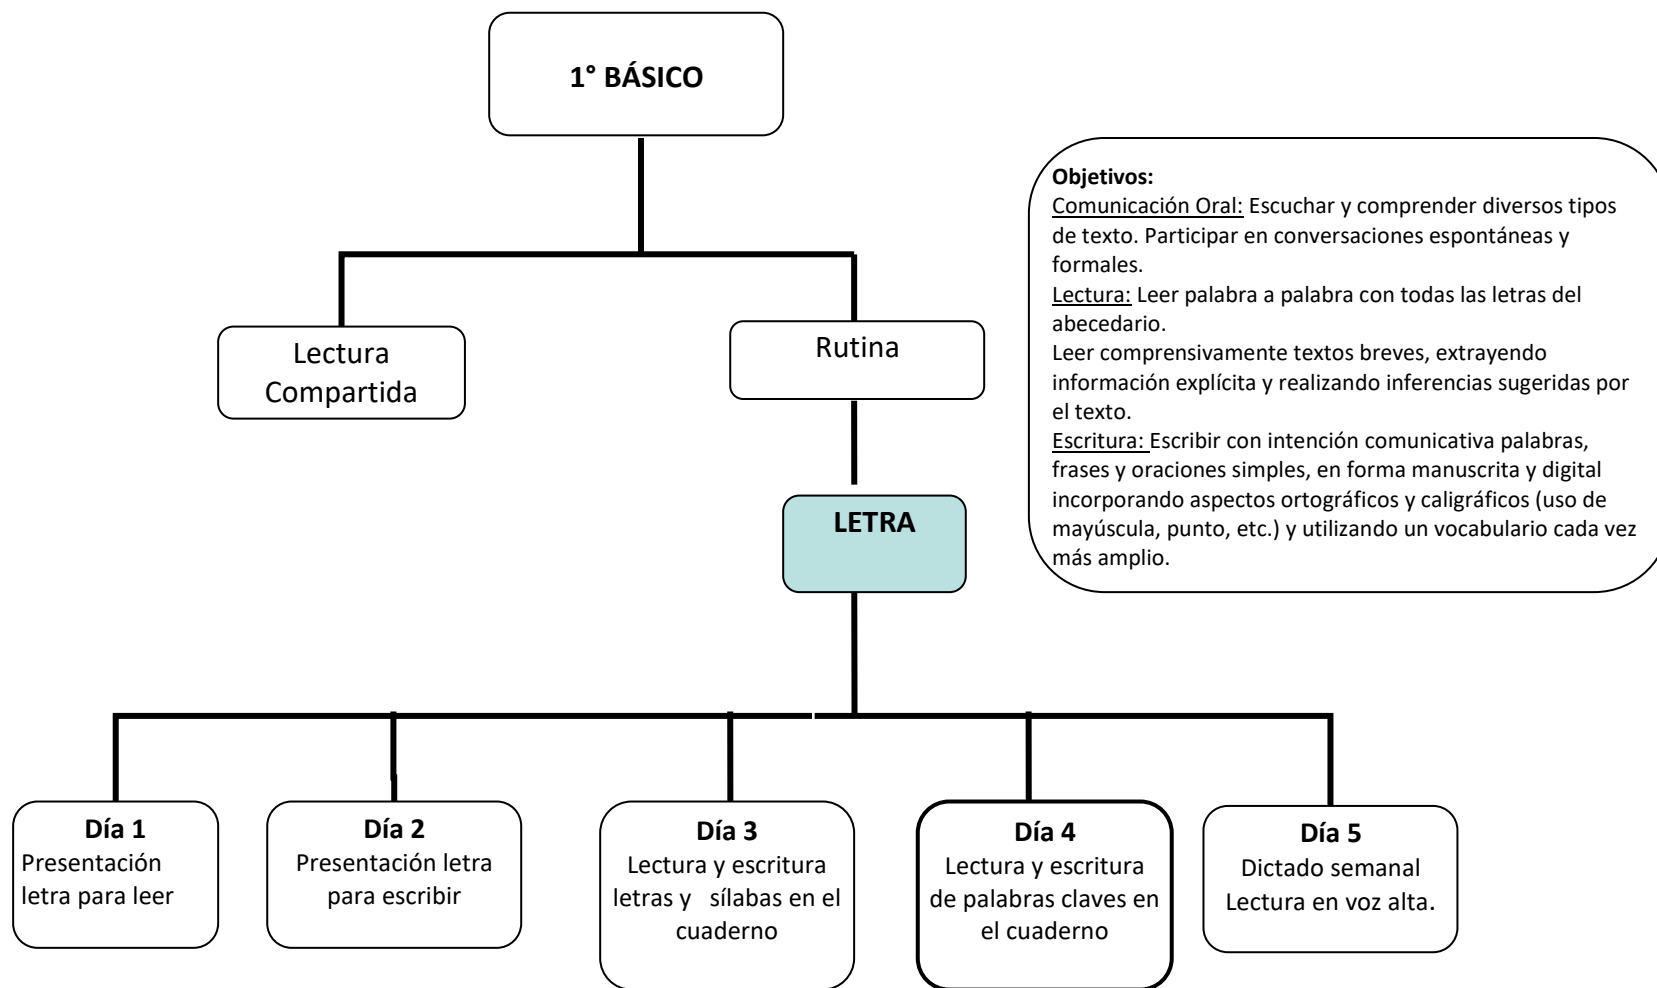 1° BÁSICO
Objetivos:
Comunicación Oral: Escuchar y comprender diversos tipos
de texto. Participar en conversaciones espontáneas y
formales.
Lectura: Leer palabra a palabra con todas las letras del
abecedario.
Leer comprensivamente textos breves, extrayendo
información explícita y realizando inferencias sugeridas por
el texto.
Escritura: Escribir con intención comunicativa palabras,
frases y oraciones simples, en forma manuscrita y digital
incorporando aspectos ortográficos y caligráficos (uso de
mayúscula, punto, etc.) y utilizando un vocabulario cada vez
más amplio.
Lectura
Compartida
Rutina
LETRA
Día 1
Presentación
letra para leer
Día 2
Presentación letra
para escribir
Día 3
Lectura y escritura
letras y sílabas en el
cuaderno
Día 4
Lectura y escritura
de palabras claves en
el cuaderno
Día 5
Dictado semanal
Lectura en voz alta.